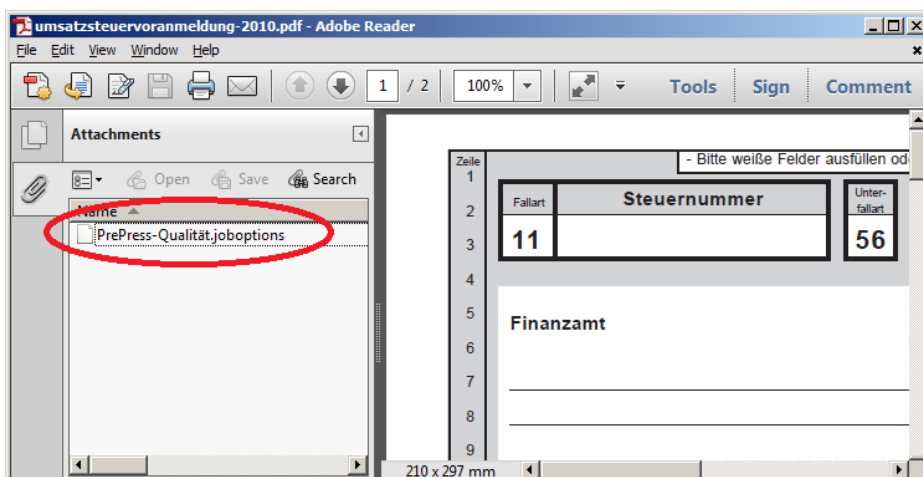 umsatzsteuervoranmeldung-2010.pdf - Adobe Reader
File Edit View Window Help
1 / 2 100% Tools Sign Comment
Attachments
Open Save Search
Name
PrePress-Qualität.joboptions
Zeile
- Bitte weiße Felder ausfüllen
1
2
3
4
5
6
7
8
9
Fallart Steuernummer Unter-
fallart
11 56
Finanzamt
210 x 297 mm